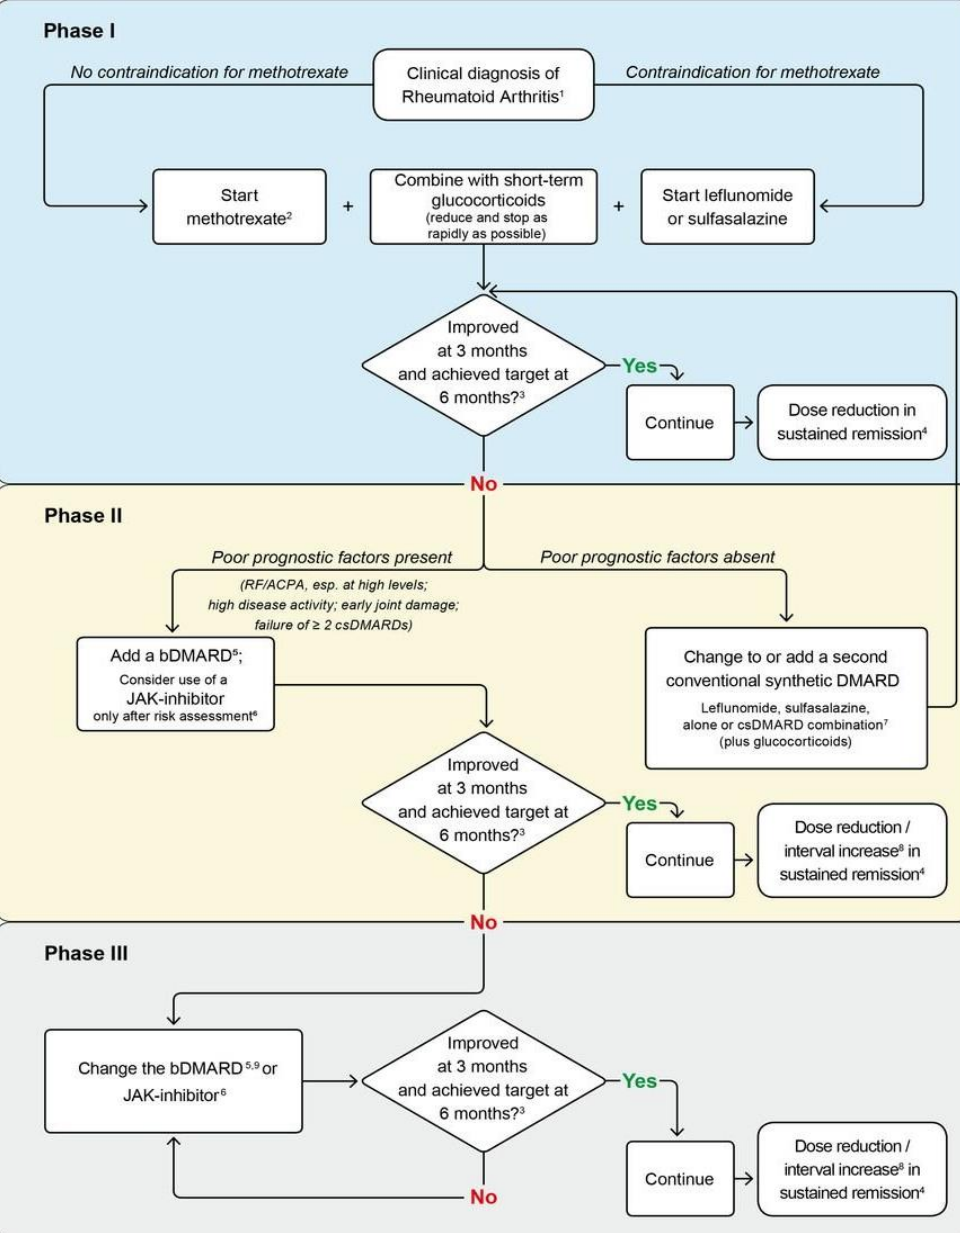 Phase I
No contraindication for methotrexate
Clinical diagnosis of
Rheumatoid Arthritis¹
Contraindication for methotrexate
Start
methotrexate²
+
Combine with short-term
glucocorticoids
(reduce and stop as
rapidly as possible)
+
Start leflunomide
or sulfasalazine
Improved
at 3 months
and achieved target at
6 months?³
Yes
Continue
Dose reduction in
sustained remission⁴
No
Phase II
Poor prognostic factors present
(RF/ACPA, esp. at high levels;
high disease activity; early joint damage;
failure of ≥ 2 csDMARDs)
Poor prognostic factors absent
Add a bDMARD⁵;
Consider use of a
JAK-inhibitor
only after risk assessment⁶
Change to or add a second
conventional synthetic DMARD
Leflunomide, sulfasalazine,
alone or csDMARD combination⁷
(plus glucocorticoids)
Improved
at 3 months
and achieved target at
6 months?³
Yes
Continue
Dose reduction /
interval increase⁸ in
sustained remission⁴
No
Phase III
Change the bDMARD⁵,⁹ or
JAK-inhibitor⁶
Improved
at 3 months
and achieved target at
6 months?³
Yes
Continue
Dose reduction /
interval increase⁸ in
sustained remission⁴
No